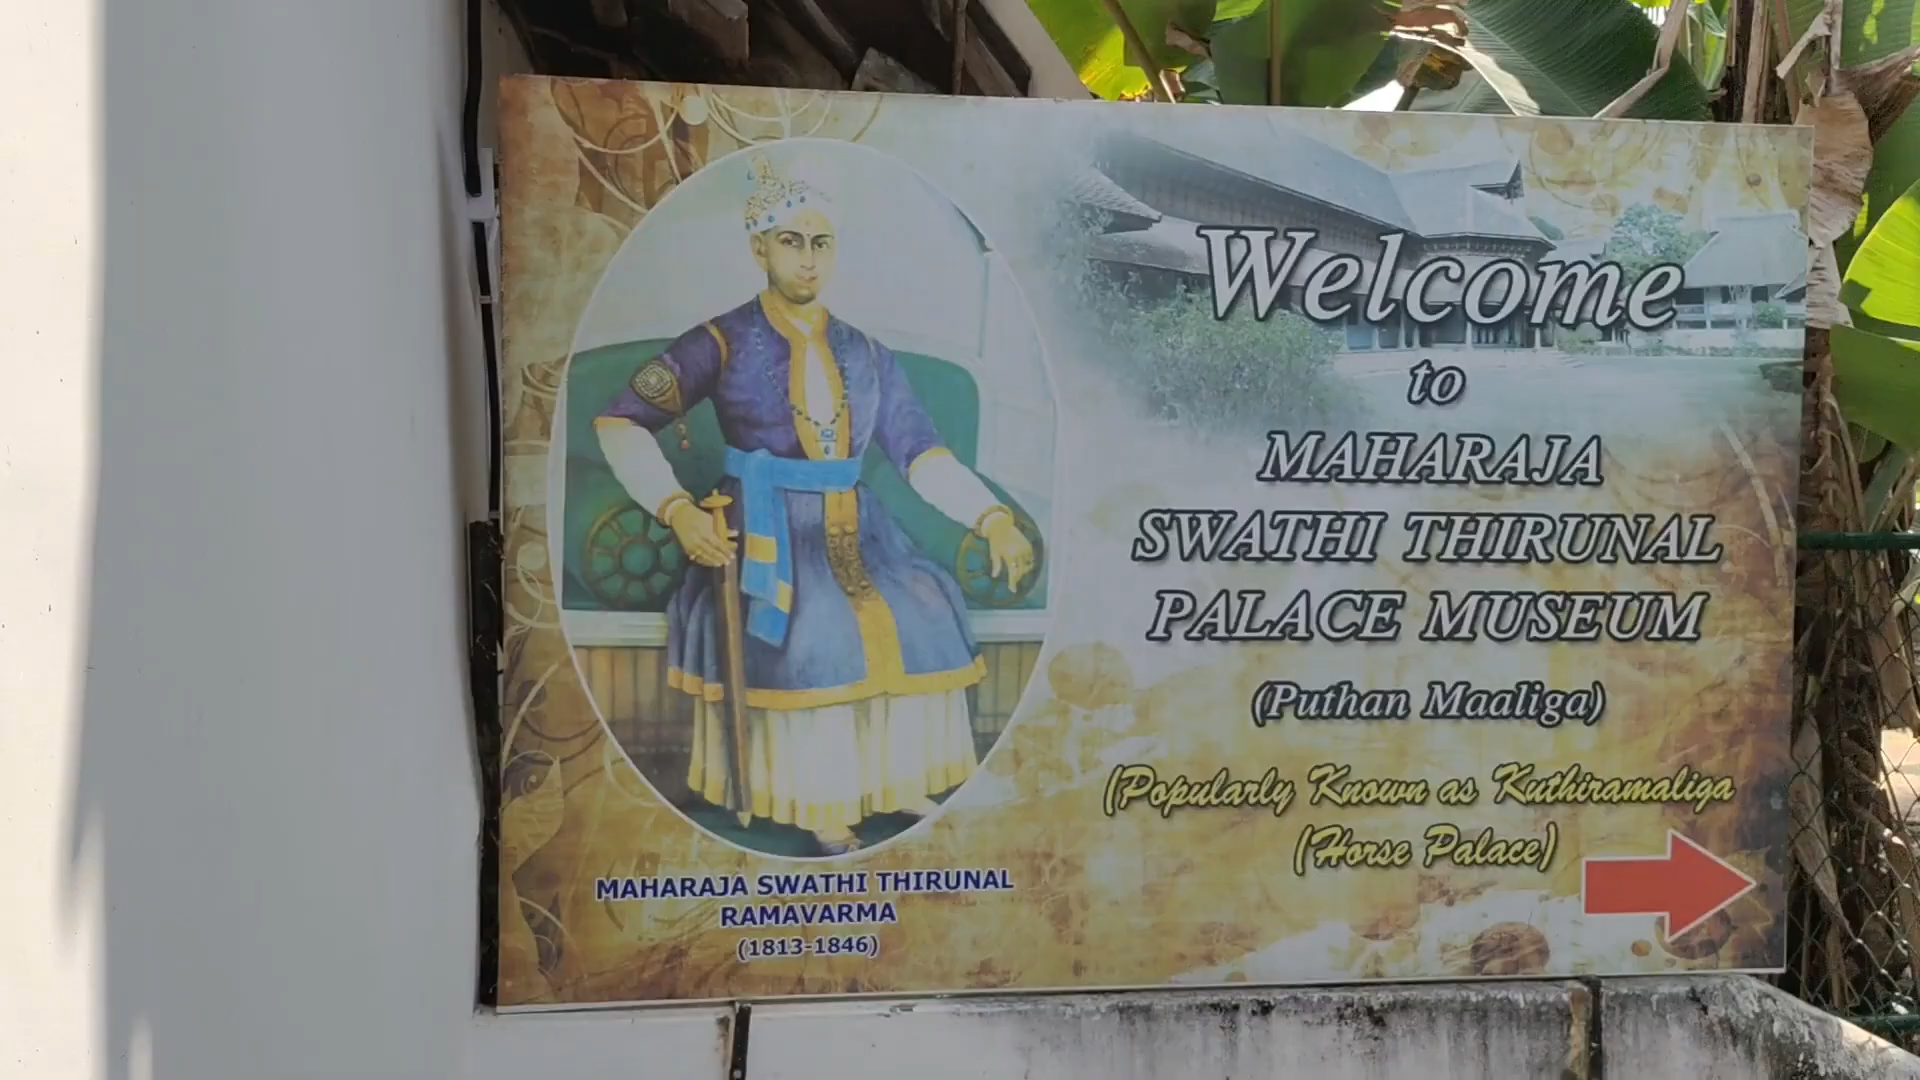 Welcome
to
MAHARAJA
SWATHI THIRUNAL
PALACE MUSEUM
(Puthan Maaliga)
(Popularly Known as Kuthiramaliga
(Horse Palace)
MAHARAJA SWATHI THIRUNAL
RAMAVARMA
(1813-1846)